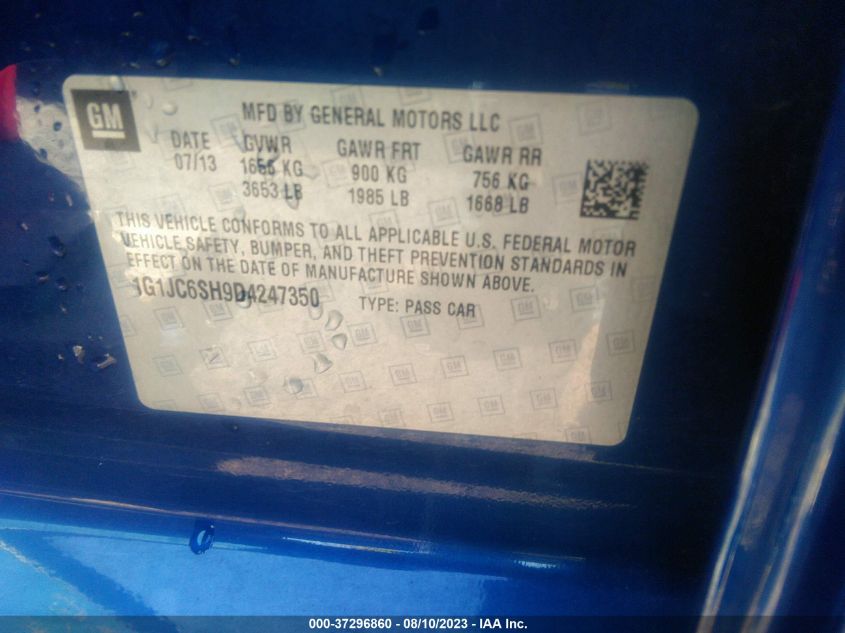 GM
MFD BY GENERAL MOTORS LLC
DATE GVWR GAWR FRT GAWR RR
07/13 1656 KG 900 KG 756 KG
3653 LB 1985 LB 1668 LB
THIS VEHICLE CONFORMS TO ALL APPLICABLE U.S. FEDERAL MOTOR
VEHICLE SAFETY, BUMPER, AND THEFT PREVENTION STANDARDS IN
EFFECT ON THE DATE OF MANUFACTURE SHOWN ABOVE.
1G1JC6SH9D4247350 TYPE: PASS CAR
000-37296860 - 08/10/2023 - IAA Inc.